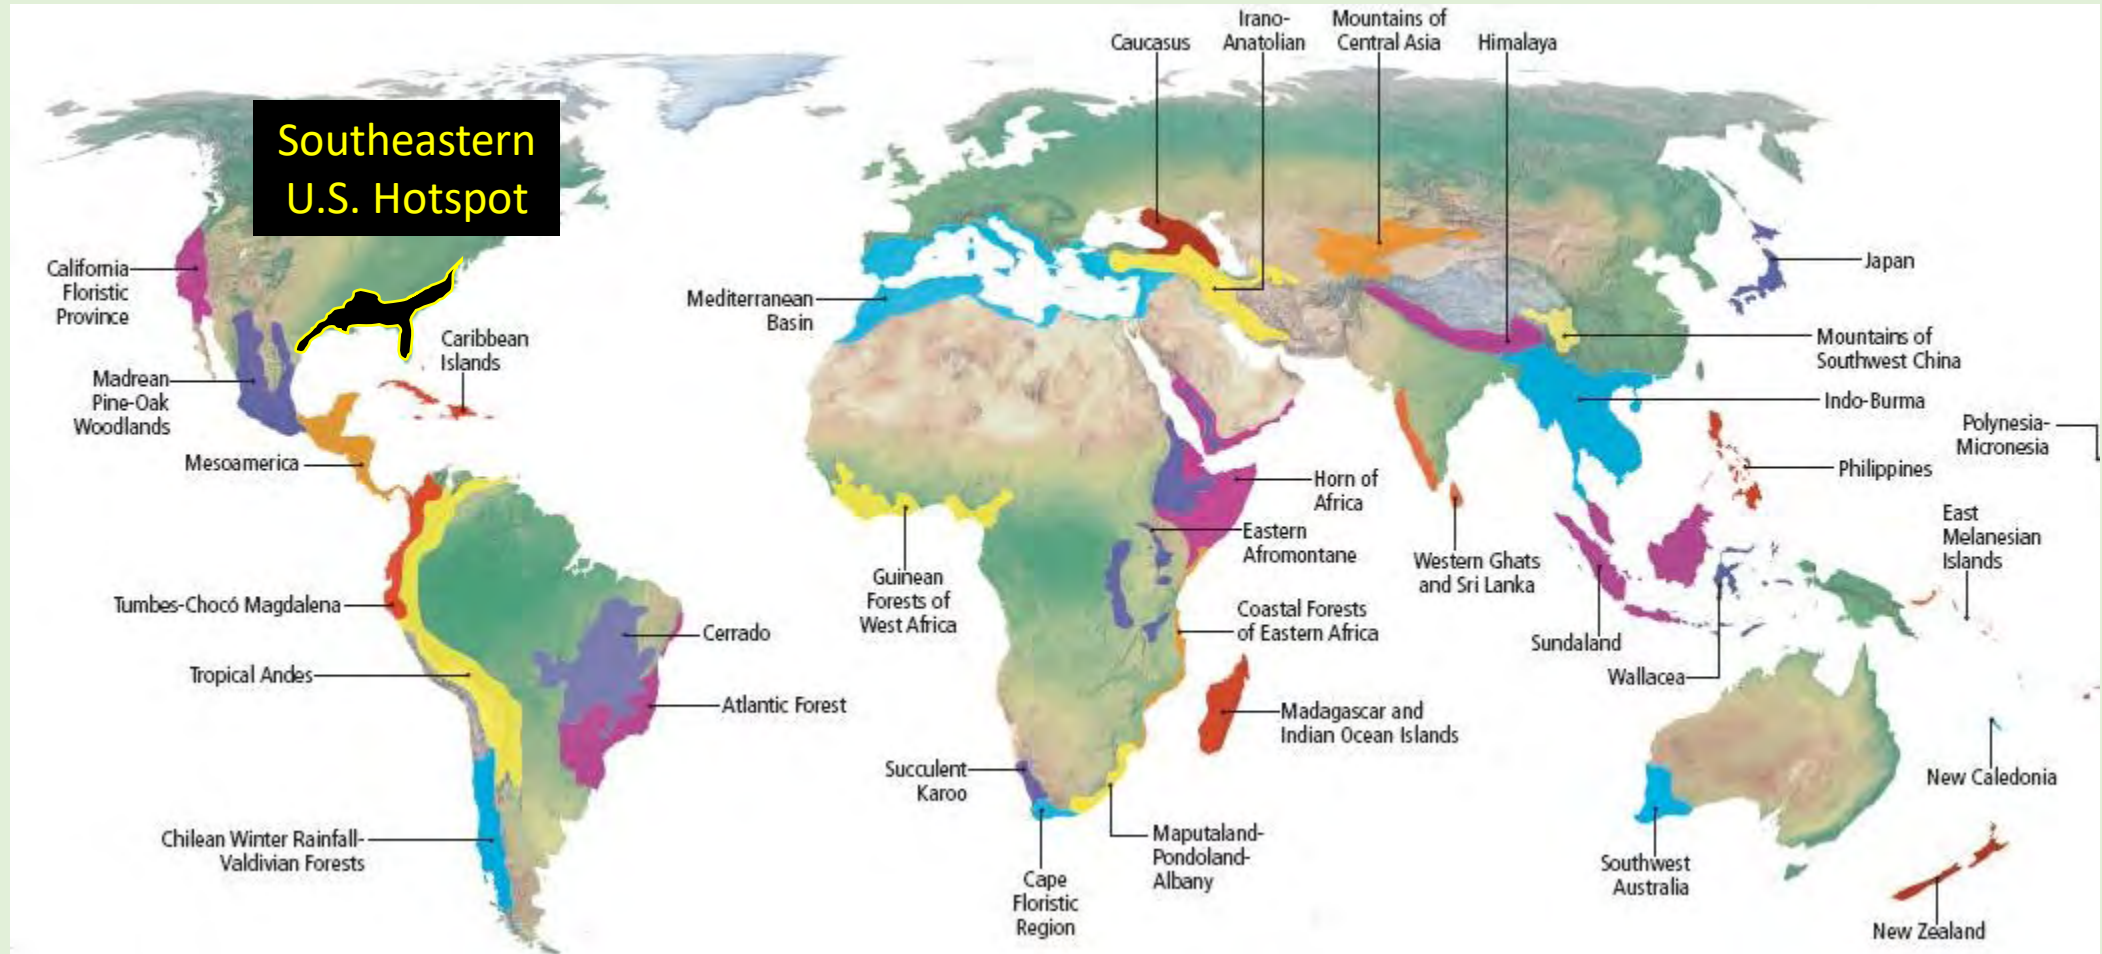 Southeastern
U.S. Hotspot
California
Floristic
Province
Madrean
Pine-Oak
Woodlands
Mesoamerica
Caribbean
Islands
Tumbes-Chocó Magdalena
Tropical Andes
Chilean Winter Rainfall-
Valdivian Forests
Cerrado
Atlantic Forest
Caucasus
Irano-
Anatolian
Mountains of
Central Asia
Himalaya
Mediterranean
Basin
Guinean
Forests of
West Africa
Horn of
Africa
Eastern
Afromontane
Coastal Forests
of Eastern Africa
Madagascar and
Indian Ocean Islands
Succulent
Karoo
Cape
Floristic
Region
Maputaland-
Pondoland-
Albany
Western Ghats
and Sri Lanka
Japan
Mountains of
Southwest China
Indo-Burma
Philippines
Polynesia-
Micronesia
East
Melanesian
Islands
Sundaland
Wallacea
Southwest
Australia
New Caledonia
New Zealand